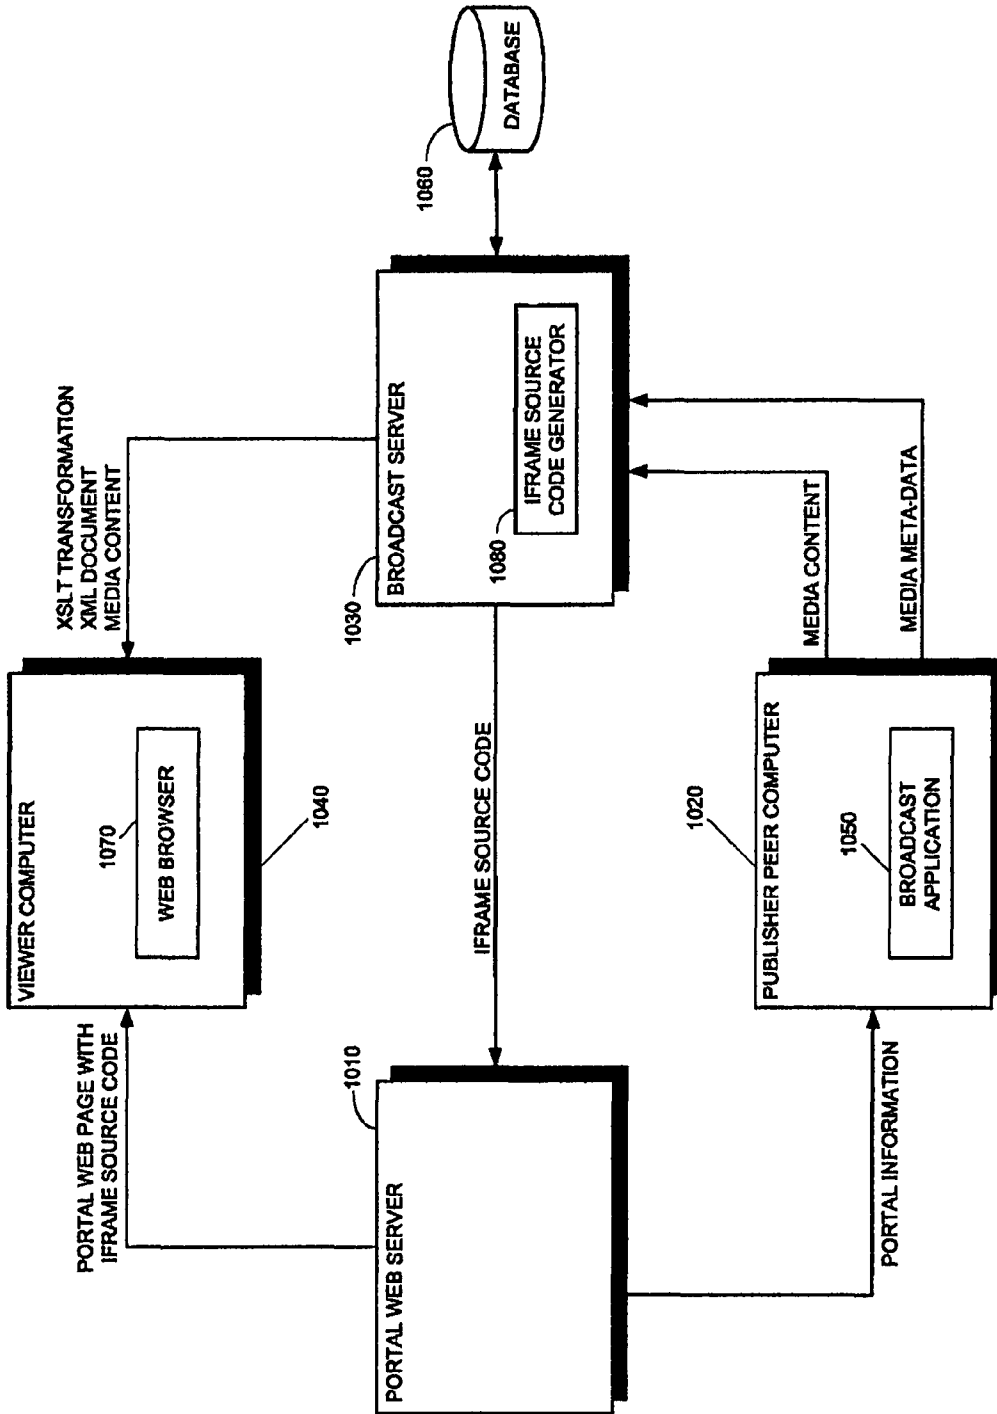 PORTAL WEB PAGE WITH
IFRAME SOURCE CODE
VIEWER COMPUTER
1070
WEB BROWSER
1040
XSLT TRANSFORMATION
XML DOCUMENT
MEDIA CONTENT
PORTAL WEB SERVER
1010
IFRAME SOURCE CODE
1030
BROADCAST SERVER
1080
IFRAME SOURCE
CODE GENERATOR
1060
DATABASE
PORTAL INFORMATION
1020
PUBLISHER PEER COMPUTER
1050
BROADCAST
APPLICATION
MEDIA CONTENT
MEDIA META-DATA